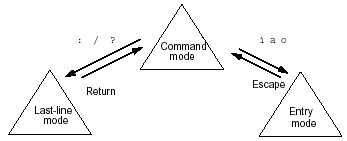 : / ?
Command
mode
i a o
Return
Escape
Last-line
mode
Entry
mode